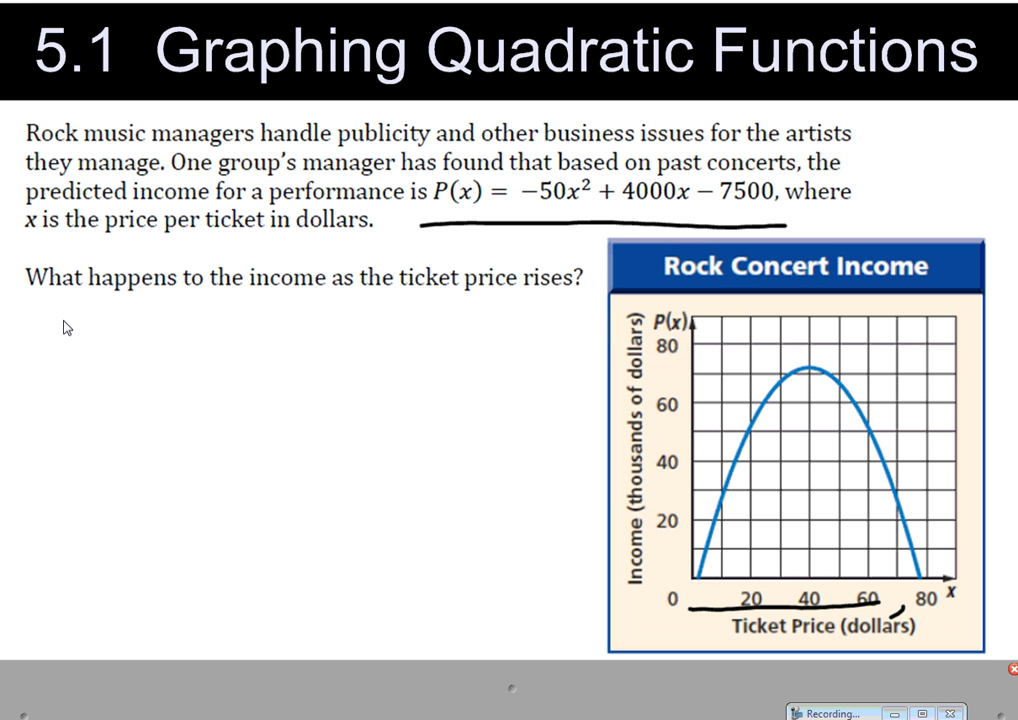 5.1 Graphing Quadratic Functions
Rock music managers handle publicity and other business issues for the artists
they manage. One group's manager has found that based on past concerts, the
predicted income for a performance is P(x) = −50x² + 4000x − 7500, where
x is the price per ticket in dollars.
What happens to the income as the ticket price rises?
Rock Concert Income
Income (thousands of dollars)
P(x)
80
60
40
20
0 20 40 60 80 x
Ticket Price (dollars)
Recording...